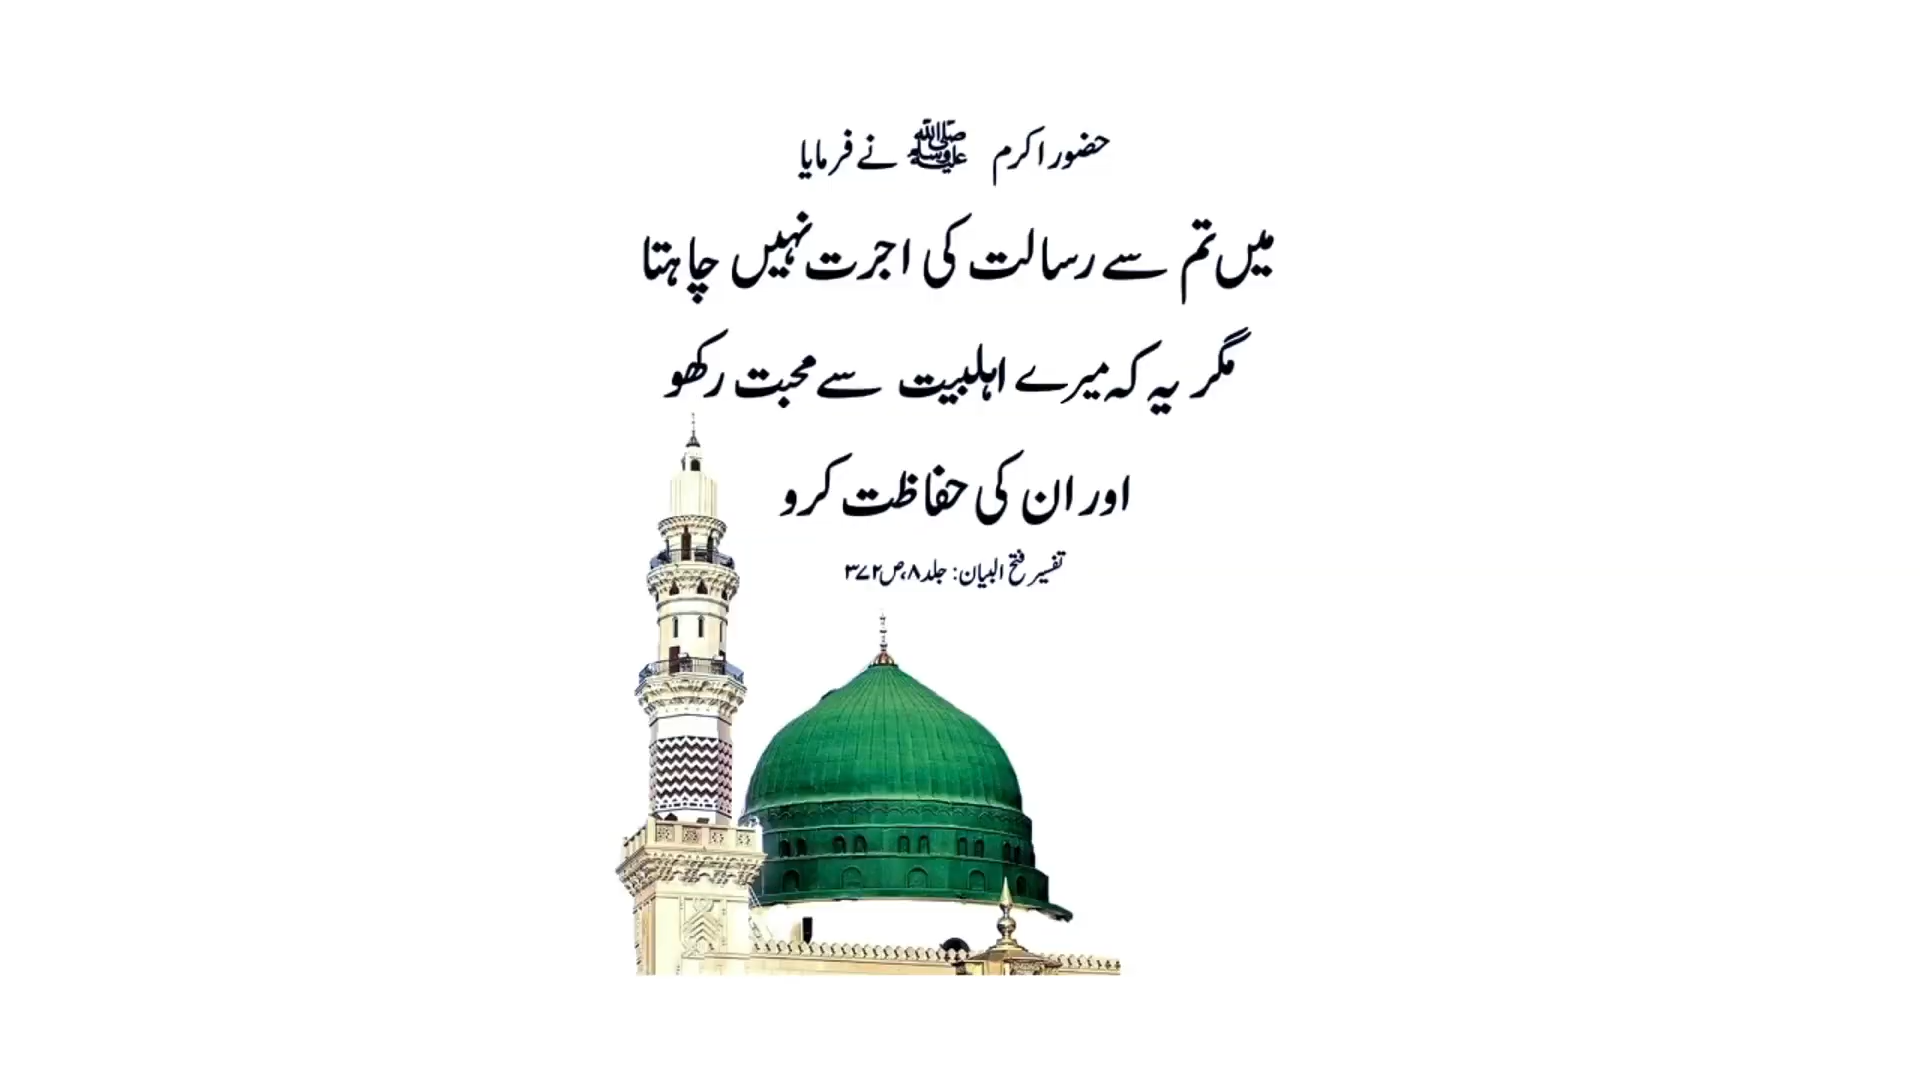 حضور اکرم ﷺ نے فرمایا
میں تم سے رسالت کی اجرت نہیں چاہتا
مگر یہ کہ میرے اہلبیت سے محبت رکھو
اور ان کی حفاظت کرو
تفسیر فتح البیان: جلد ۸، ص ۳۷۲